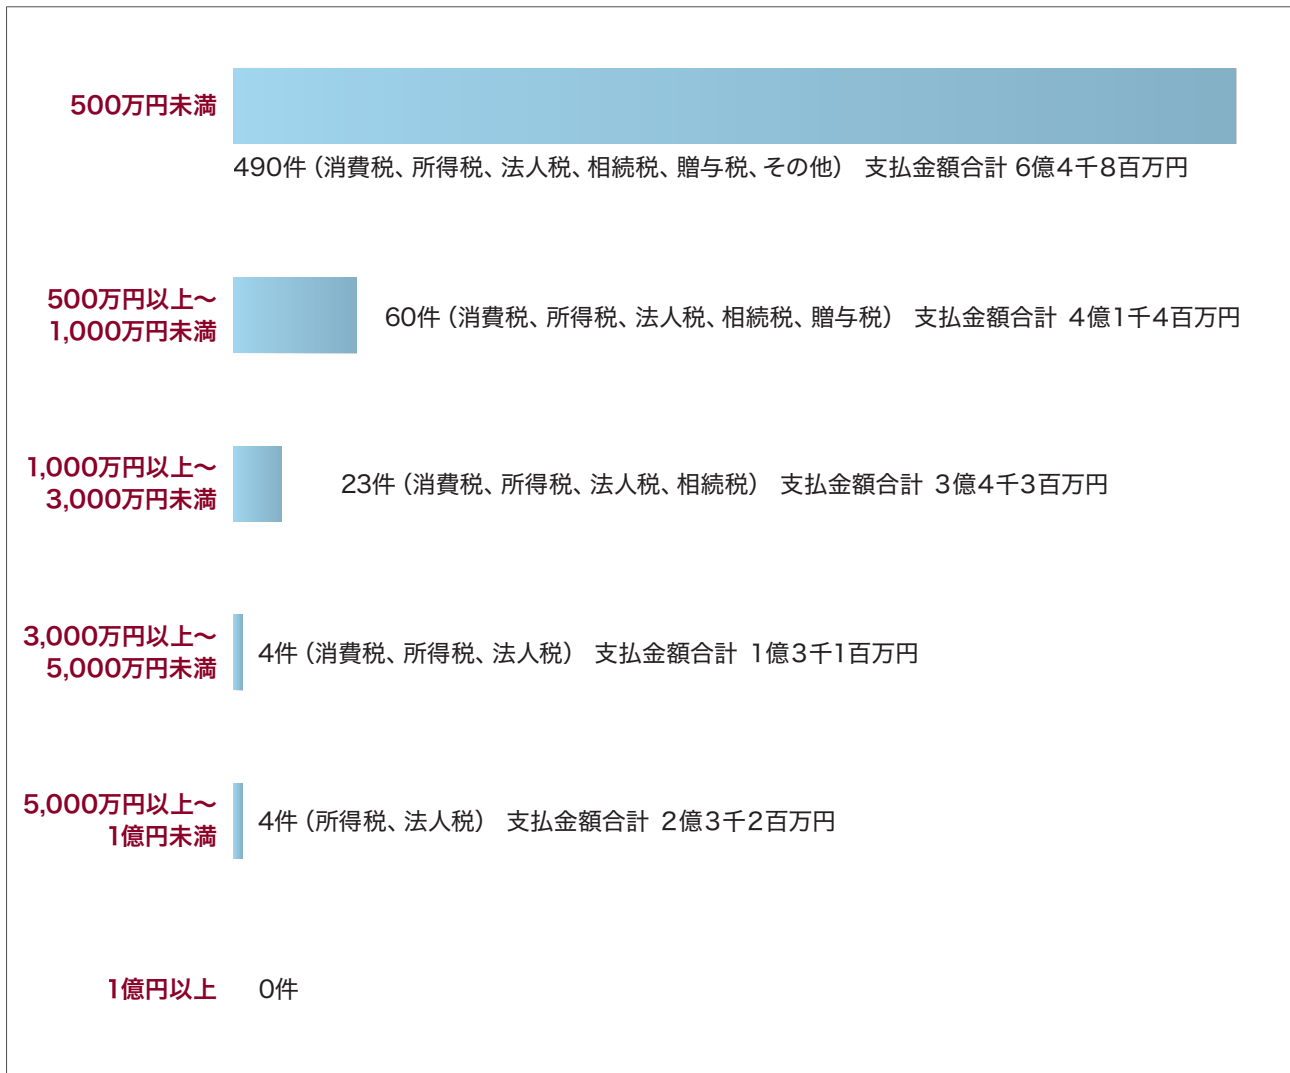 500万円未満
490件（消費税、所得税、法人税、相続税、贈与税、その他） 支払金額合計 6億4千8百万円
500万円以上～
1,000万円未満
60件（消費税、所得税、法人税、相続税、贈与税） 支払金額合計 4億1千4百万円
1,000万円以上～
3,000万円未満
23件（消費税、所得税、法人税、相続税） 支払金額合計 3億4千3百万円
3,000万円以上～
5,000万円未満
4件（消費税、所得税、法人税） 支払金額合計 1億3千1百万円
5,000万円以上～
1億円未満
4件（所得税、法人税） 支払金額合計 2億3千2百万円
1億円以上
0件